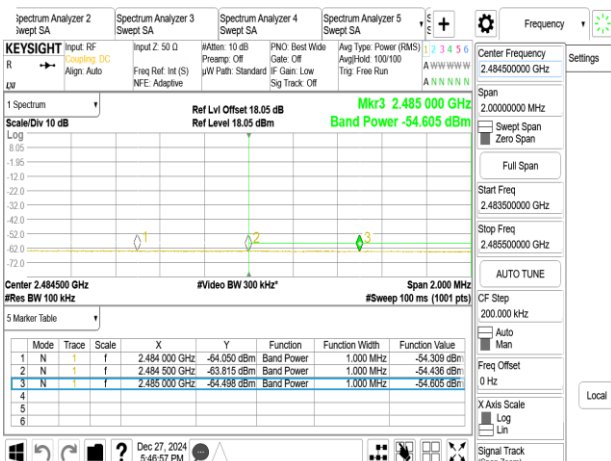 Spectrum Analyzer 2 Spectrum Analyzer 3 Spectrum Analyzer 4 Spectrum Analyzer 5 Frequency
Swept SA Swept SA Swept SA Swept SA
KEYSIGHT Input: RF Input Z: 50 Ω #Atten: 10 dB PNO: Best Wide Avg Type: Power (RMS) 1 2 3 4 5 6
R Coupling: DC Preamp: Off Gate: Off Avg|Hold: 100/100 A W W W W W
Align: Auto Freq Ref: Int (S) µW Path: Standard IF Gain: Low Trig: Free Run
LXI NFE: Adaptive Sig Track: Off A N N N N N
Center Frequency
2.484500000 GHz
Settings
Span
2.00000000 MHz
Swept Span
Zero Span
Full Span
Start Freq
2.483500000 GHz
Stop Freq
2.485500000 GHz
AUTO TUNE
CF Step
200.000 kHz
Auto
Man
Freq Offset
0 Hz
Local
X Axis Scale
Log
Lin
Signal Track
(Span Zoom)
1 Spectrum Ref Lvl Offset 18.05 dB Mkr3 2.485 000 GHz
Scale/Div 10 dB Ref Level 18.05 dBm Band Power -54.605 dBm
Log
8.05
-1.95
-12.0
-22.0
-32.0
-42.0
-52.0
-62.0
-72.0
1 2 3
Center 2.484500 GHz #Video BW 300 kHz* Span 2.000 MHz
#Res BW 100 kHz #Sweep 100 ms (1001 pts)
5 Marker Table
Mode Trace Scale X Y Function Function Width Function Value
1 N 1 f 2.484 000 GHz -64.050 dBm Band Power 1.000 MHz -54.309 dBm
2 N 1 f 2.484 500 GHz -63.815 dBm Band Power 1.000 MHz -54.436 dBm
3 N 1 f 2.485 000 GHz -64.498 dBm Band Power 1.000 MHz -54.605 dBm
4
5
6
? Dec 27, 2024
5:46:57 PM